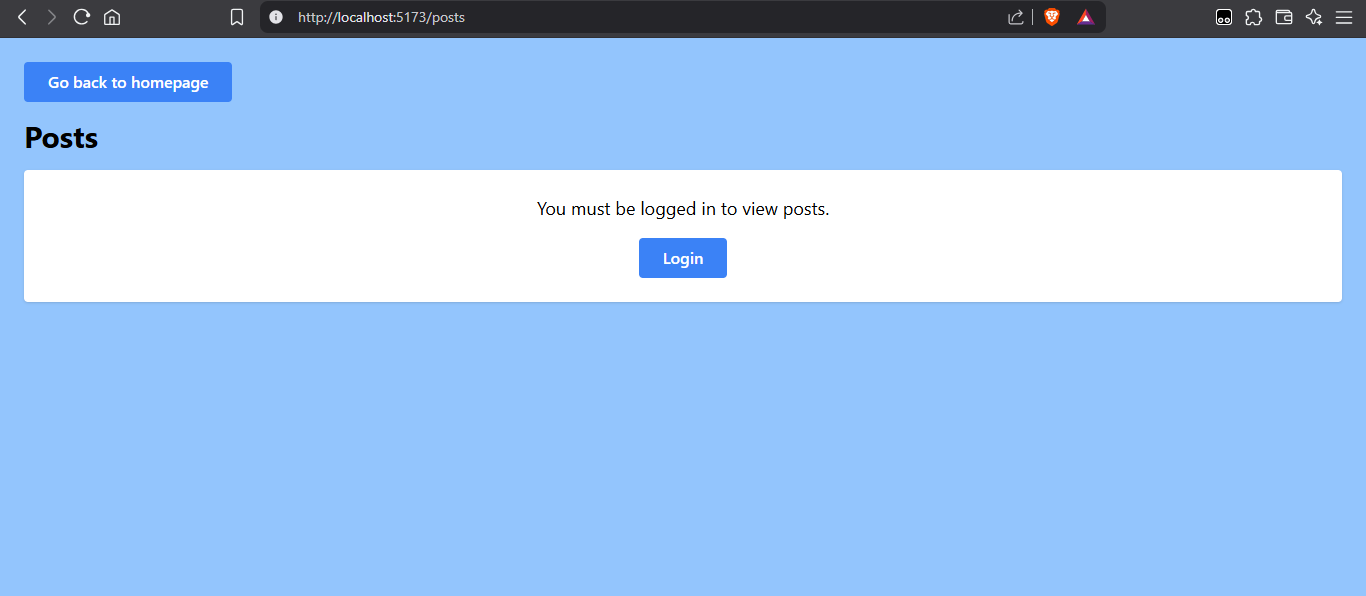 http://localhost:5173/posts
Go back to homepage
Posts
You must be logged in to view posts.
Login